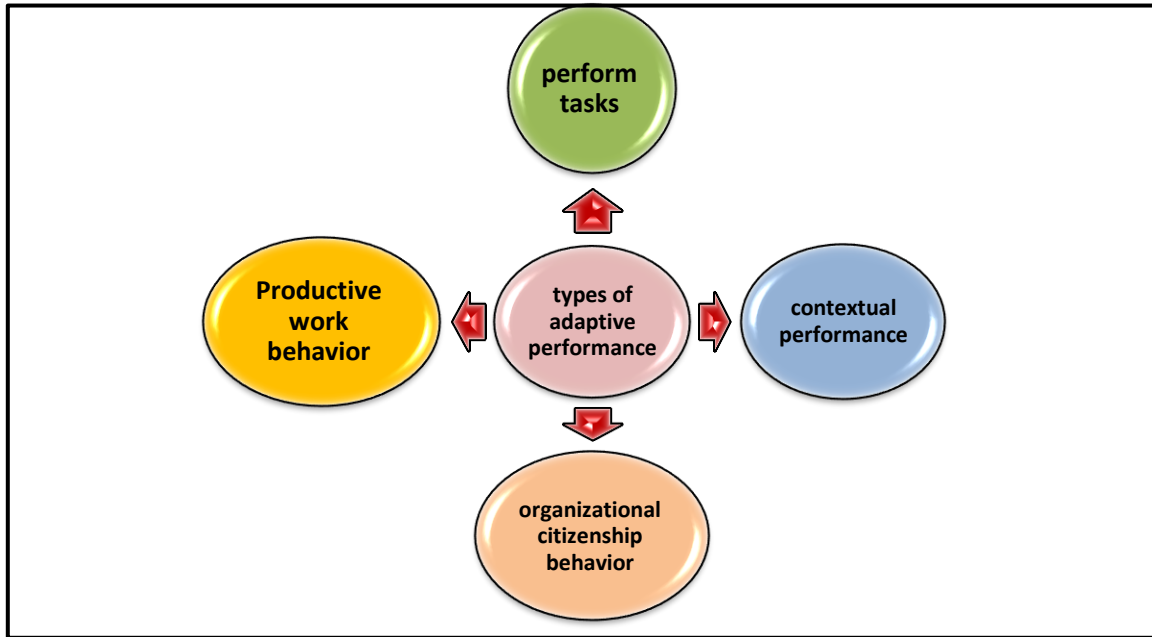 perform
tasks
Productive
work
behavior
types of
adaptive
performance
contextual
performance
organizational
citizenship
behavior